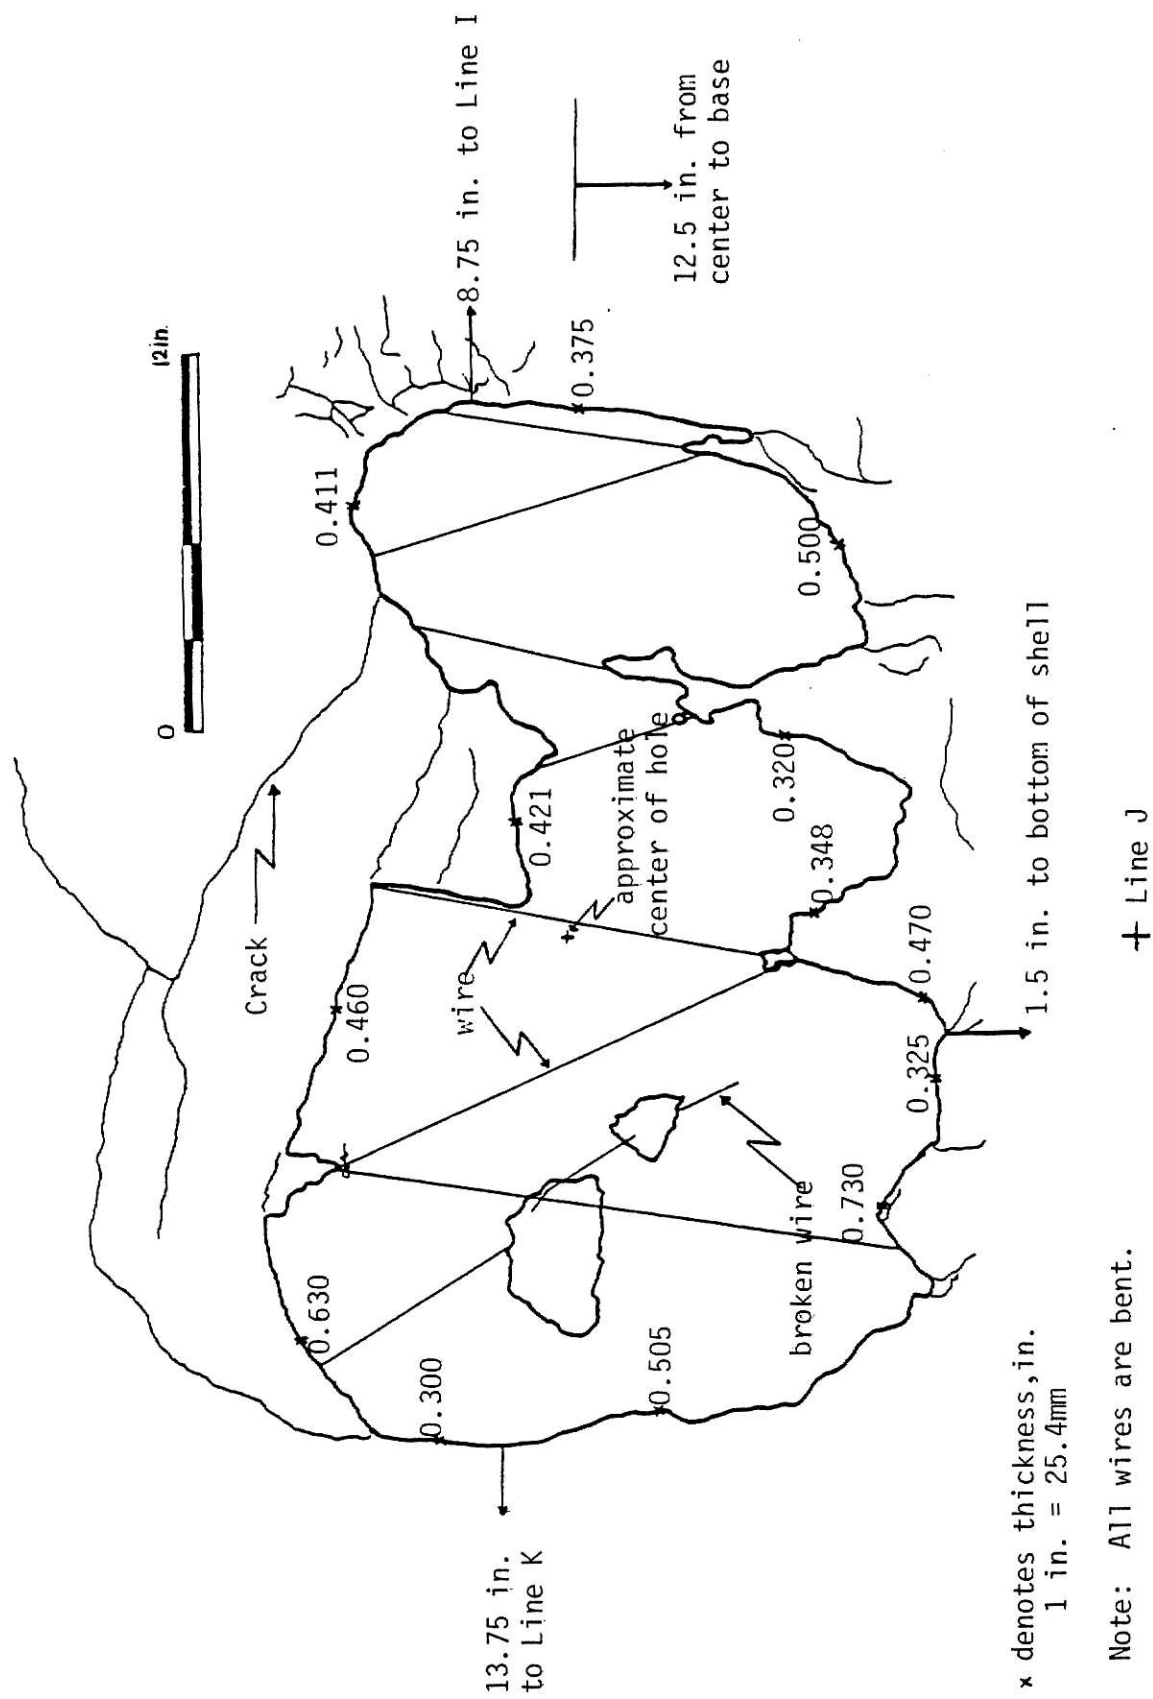 0
12in.
Crack
0.411
8.75 in. to Line I
0.375
12.5 in. from
center to base
0.460
wire
0.421
approximate
center of hole
0.500
0.320
0.348
0.470
0.325
0.630
0.300
0.505
0.730
broken wire
13.75 in.
to Line K
1.5 in. to bottom of shell
+ Line J
x denotes thickness,in.
1 in. = 25.4mm
Note: All wires are bent.